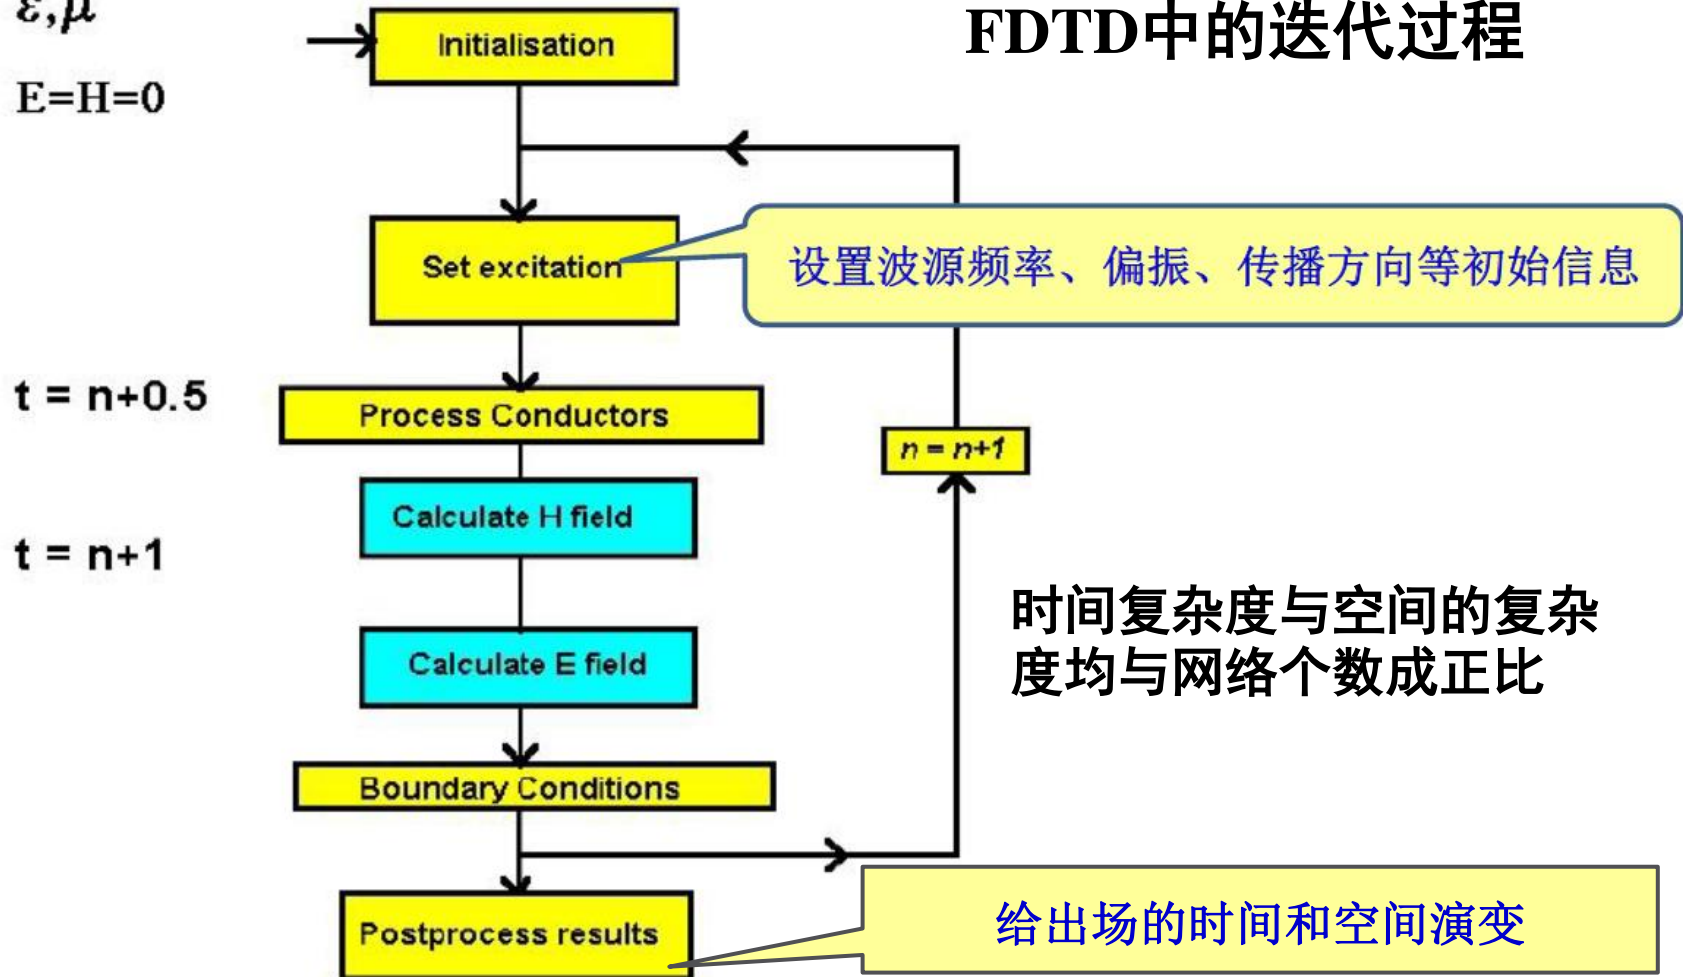 ε,μ
FDTD中的迭代过程
Initialisation
E=H=0
Set excitation
设置波源频率、偏振、传播方向等初始信息
t = n+0.5
Process Conductors
n = n+1
Calculate H field
t = n+1
时间复杂度与空间的复杂
度均与网络个数成正比
Calculate E field
Boundary Conditions
给出场的时间和空间演变
Postprocess results